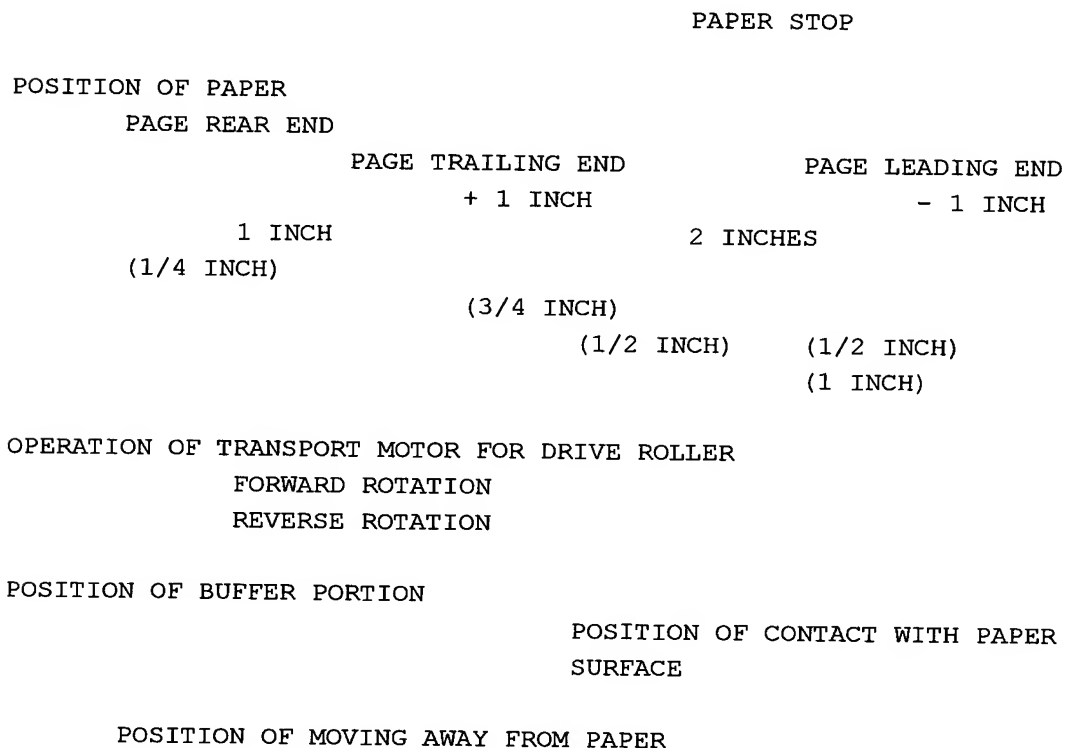 PAPER STOP
POSITION OF PAPER
PAGE REAR END
PAGE TRAILING END PAGE LEADING END
+ 1 INCH - 1 INCH
1 INCH 2 INCHES
(1/4 INCH)
(3/4 INCH)
(1/2 INCH) (1/2 INCH)
(1 INCH)
OPERATION OF TRANSPORT MOTOR FOR DRIVE ROLLER
FORWARD ROTATION
REVERSE ROTATION
POSITION OF BUFFER PORTION
POSITION OF CONTACT WITH PAPER
SURFACE
POSITION OF MOVING AWAY FROM PAPER